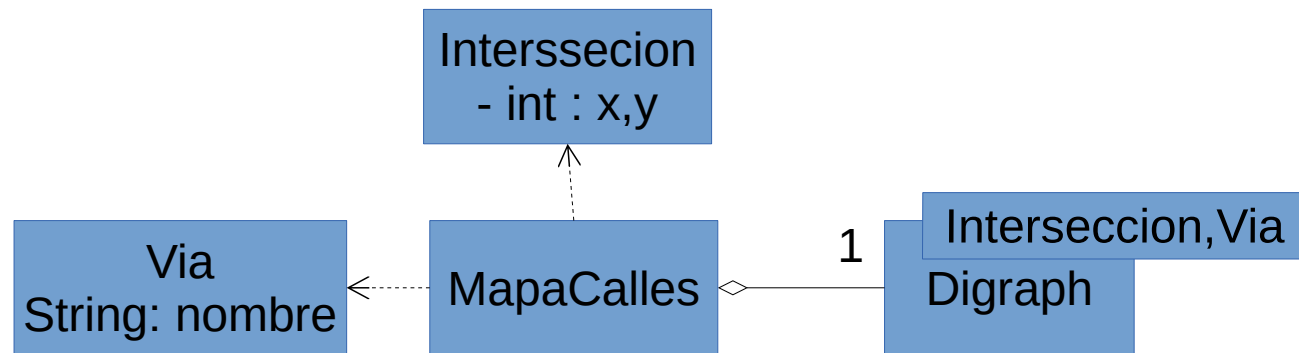 Interssecion
- int : x,y
Via
String: nombre
MapaCalles
1
Interseccion,Via
Digraph